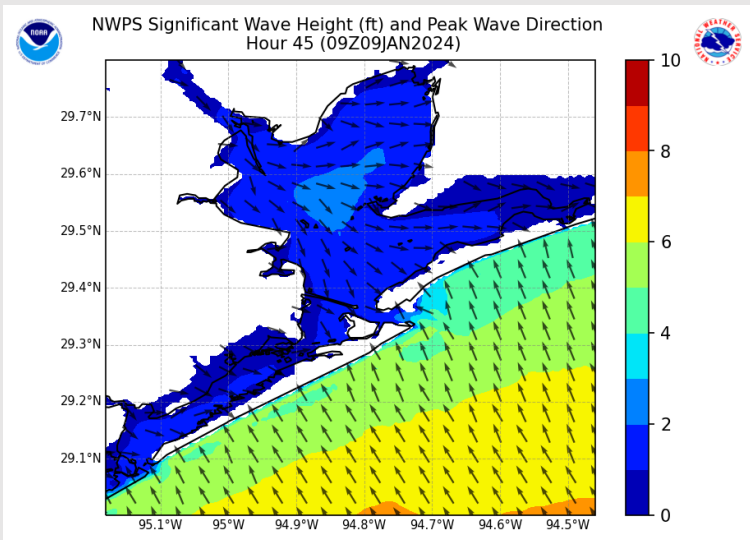 NWPS Significant Wave Height (ft) and Peak Wave Direction
Hour 45 (09Z09JAN2024)
NOAA
29.7°N
29.6°N
29.5°N
29.4°N
29.3°N
29.2°N
29.1°N
95.1°W 95°W 94.9°W 94.8°W 94.7°W 94.6°W 94.5°W
10
8
6
4
2
0